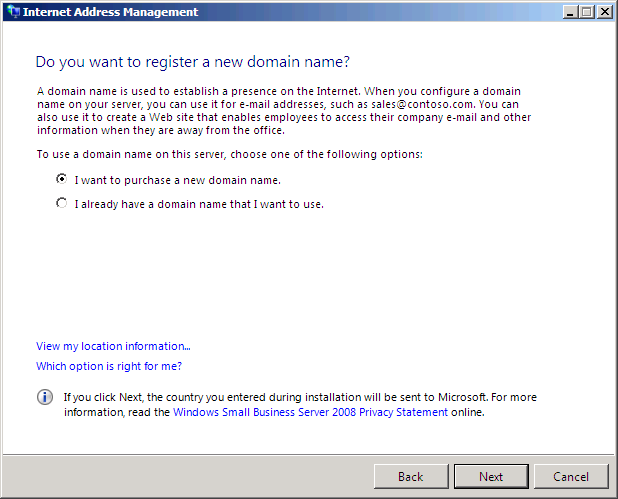 Internet Address Management
Do you want to register a new domain name?
A domain name is used to establish a presence on the Internet. When you configure a domain
name on your server, you can use it for e-mail addresses, such as sales@contoso.com. You can
also use it to create a Web site that enables employees to access their company e-mail and other
information when they are away from the office.
To use a domain name on this server, choose one of the following options:
I want to purchase a new domain name.
I already have a domain name that I want to use.
View my location information...
Which option is right for me?
If you click Next, the country you entered during installation will be sent to Microsoft. For more
information, read the Windows Small Business Server 2008 Privacy Statement online.
Back Next Cancel